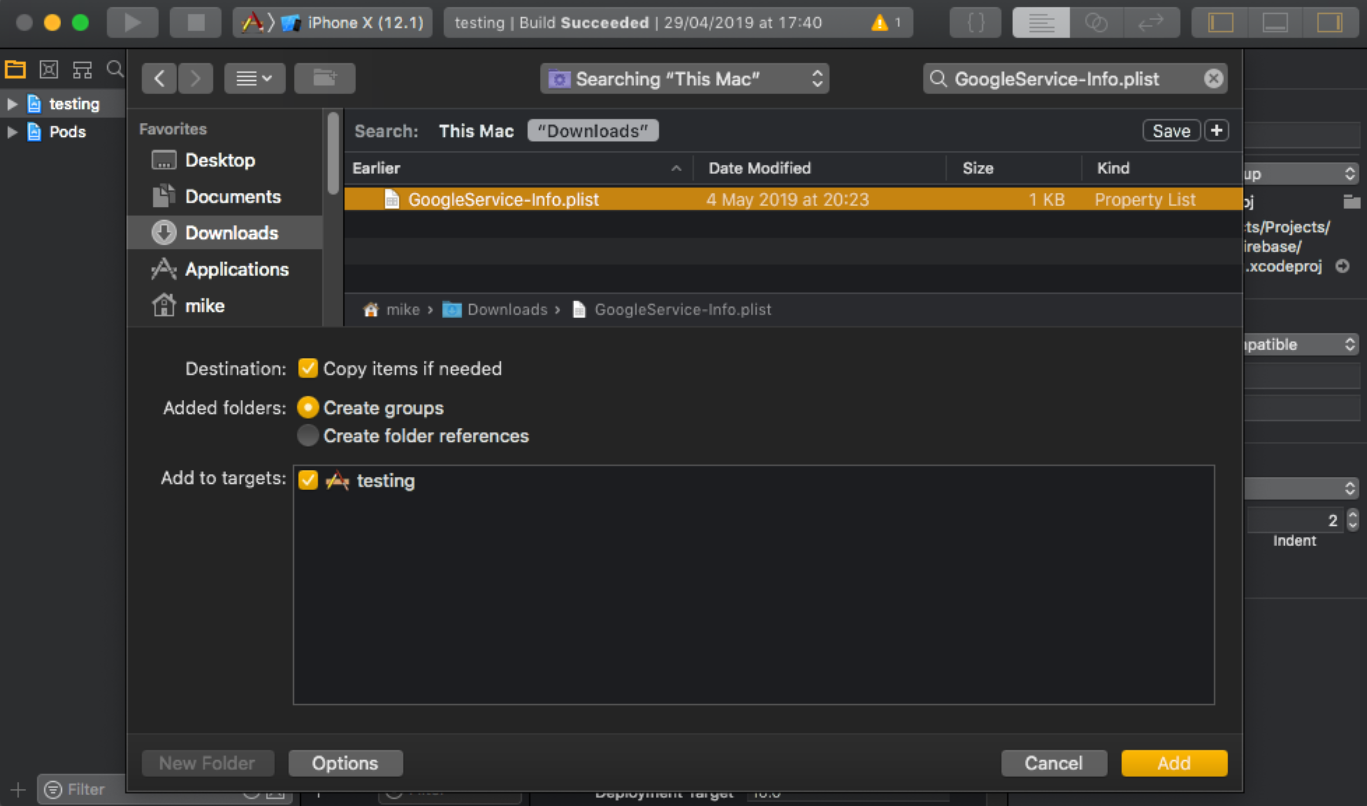 iPhone X (12.1)
testing | Build Succeeded | 29/04/2019 at 17:40
1
Searching “This Mac”
GoogleService-Info.plist
testing
Pods
Favorites
Desktop
Documents
Downloads
Applications
mike
Search: This Mac “Downloads” Save +
Earlier Date Modified Size Kind
GoogleService-Info.plist 4 May 2019 at 20:23 1 KB Property List
mike › Downloads › GoogleService-Info.plist
up
oj
ts/Projects/
irebase/
.xcodeproj
patible
2
Indent
Destination: Copy items if needed
Added folders: Create groups
Create folder references
Add to targets: testing
New Folder Options Cancel Add
Filter
Filter
Deployment Target 10.0